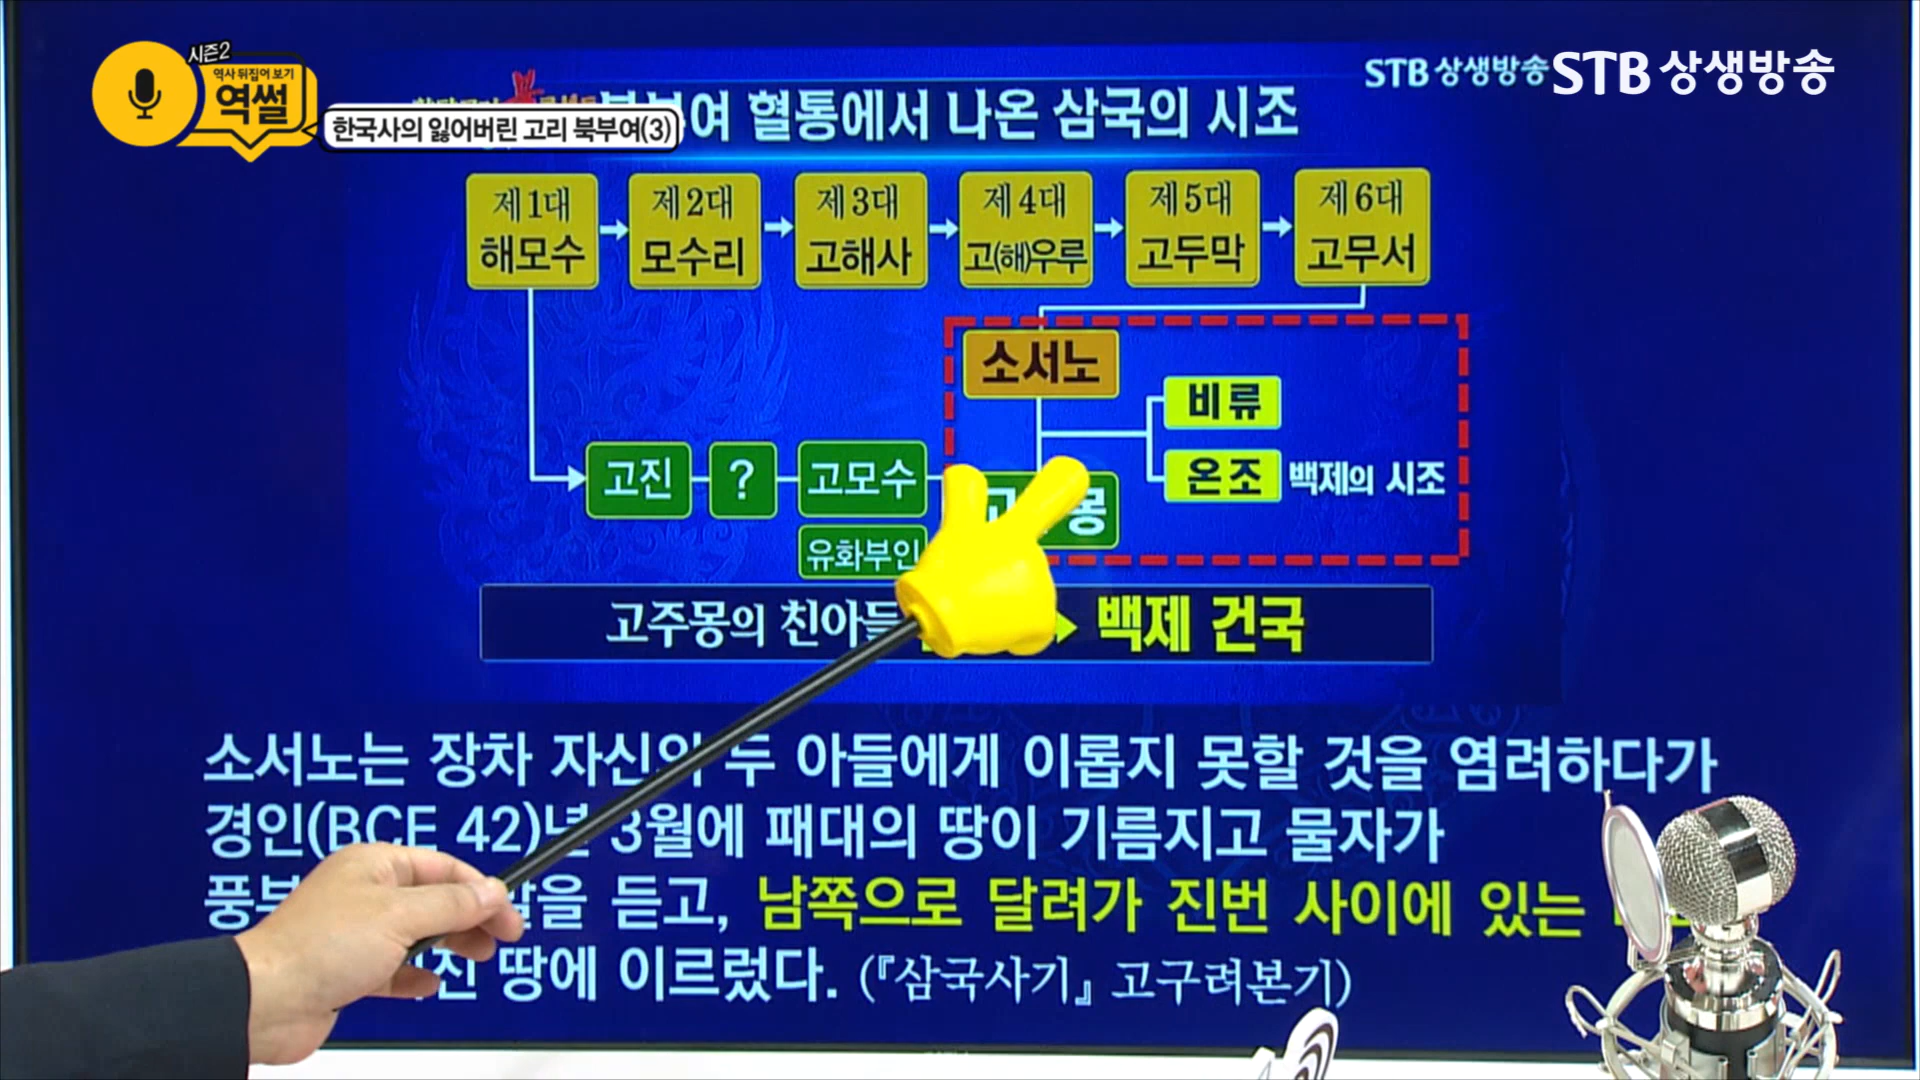 시즌2
역사 뒤집어 보기
역썰
한국사의 잃어버린 고리 북부여(3)
STB 상생방송
STB 상생방송
북부여 혈통에서 나온 삼국의 시조
제1대 해모수
제2대 모수리
제3대 고해사
제4대 고(해)우루
제5대 고두막
제6대 고무서
소서노
비류
온조 백제의 시조
고진
?
고모수
몽
유화부인
고주몽의 친아들 백제 건국
소서노는 장차 자신의 두 아들에게 이롭지 못할 것을 염려하다가
경인(BCE 42)년 3월에 패대의 땅이 기름지고 물자가
듣고, 남쪽으로 달려가 진번 사이에 있는
땅에 이르렀다. (『삼국사기』 고구려본기)